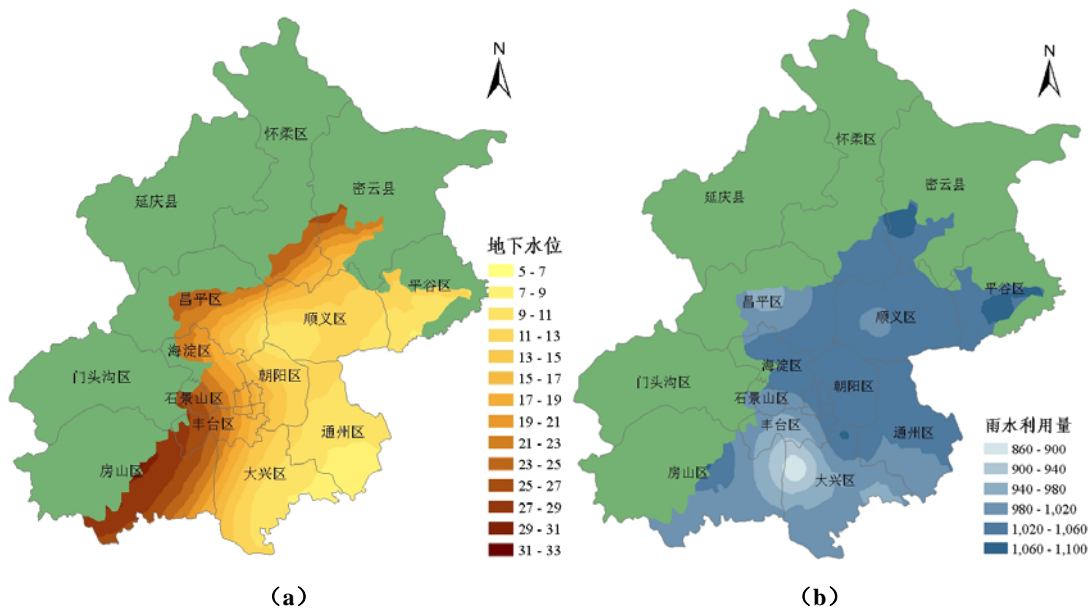 N
怀柔区
密云县
延庆县
地下水位
5 - 7
7 - 9
9 - 11
11 - 13
13 - 15
15 - 17
17 - 19
19 - 21
21 - 23
23 - 25
25 - 27
27 - 29
29 - 31
31 - 33
平谷区
昌平区
顺义区
海淀区
门头沟区
朝阳区
石景山区
丰台区
通州区
房山区
大兴区
(a)
N
怀柔区
密云县
延庆县
平谷区
昌平区
顺义区
海淀区
门头沟区
朝阳区
石景山区
丰台区
通州区
房山区
大兴区
雨水利用量
860 - 900
900 - 940
940 - 980
980 - 1,020
1,020 - 1,060
1,060 - 1,100
(b)